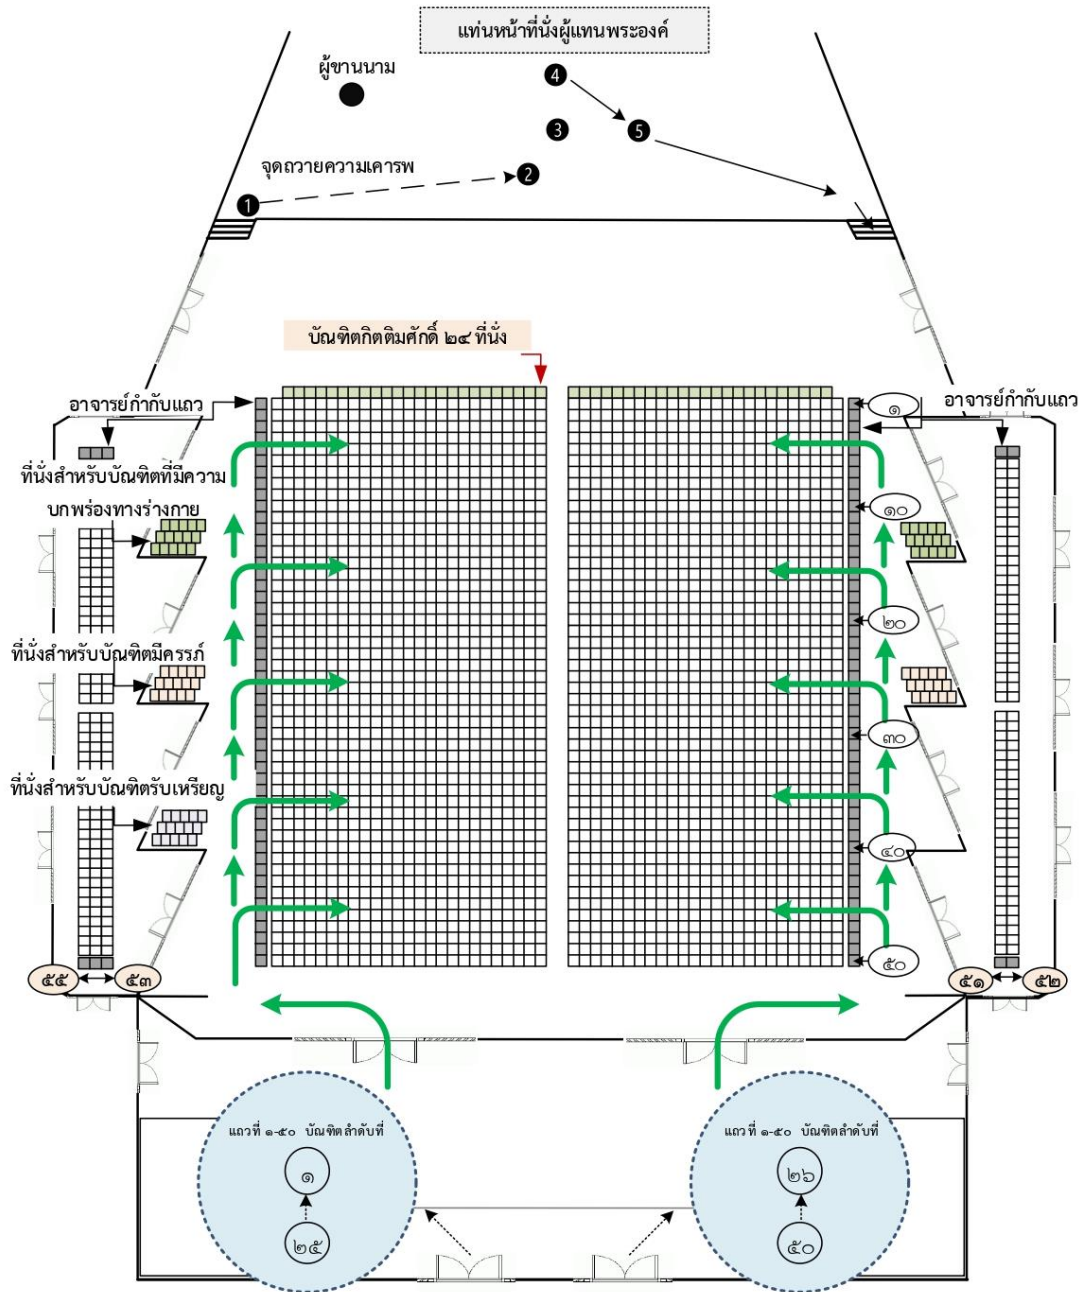 แท่นหน้าที่นั่งผู้แทนพระองค์
ผู้ขานนาม
4
3
5
จุดถวายความเคารพ
2
1
บัณฑิตกิตติมศักดิ์ ๒๔ ที่นั่ง
อาจารย์กำกับแถว
๑
อาจารย์กำกับแถว
ที่นั่งสำหรับบัณฑิตที่มีความ
บกพร่องทางร่างกาย
๑๐
๒๐
ที่นั่งสำหรับบัณฑิตมีครรภ์
๓๐
ที่นั่งสำหรับบัณฑิตรับเหรียญ
๔๐
๕๐
๕๕
๕๓
๕๑
๕๒
แถวที่ ๑-๕๐ บัณฑิตลำดับที่
๑
๒๕
แถวที่ ๑-๕๐ บัณฑิตลำดับที่
๒๖
๕๐